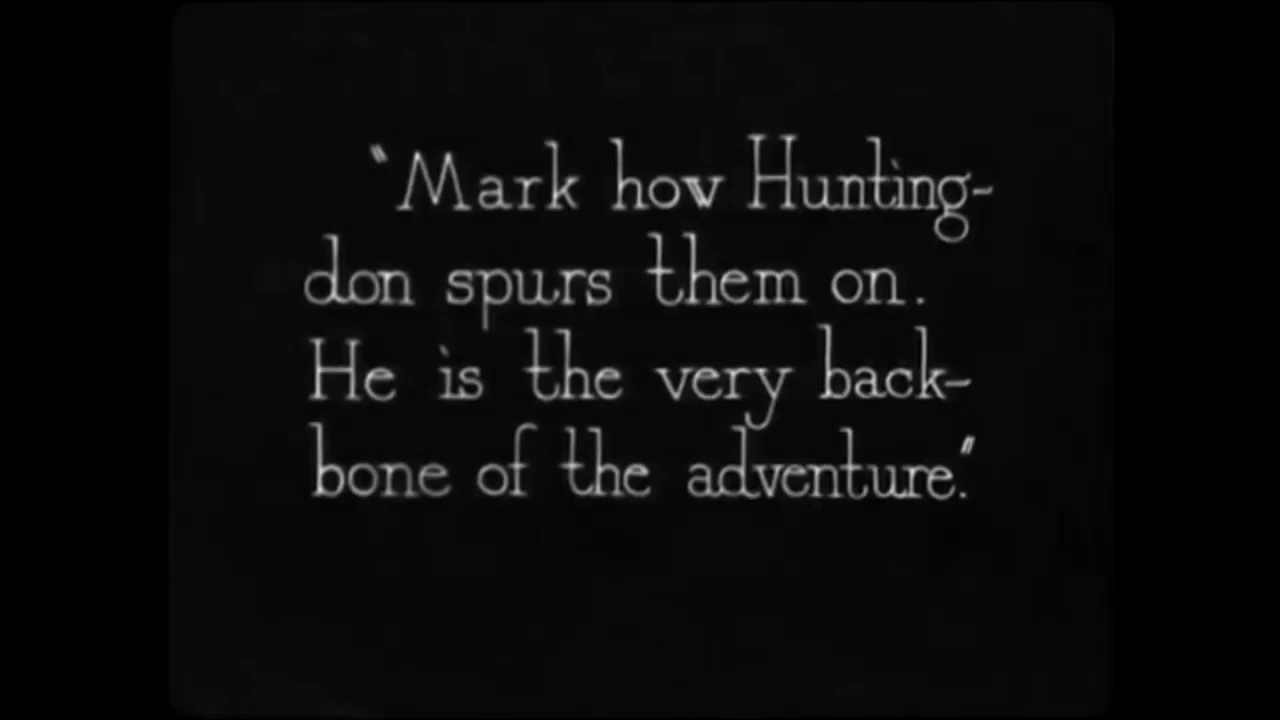 "Mark how Hunting-
don spurs them on.
He is the very back-
bone of the adventure."